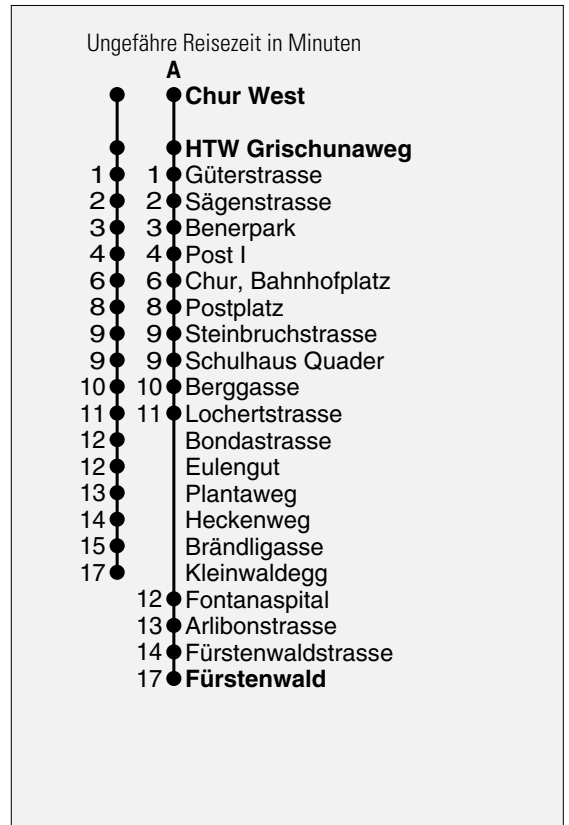 Ungefähre Reisezeit in Minuten
A
Chur West
HTW Grischunaweg
1 1 Güterstrasse
2 2 Sägenstrasse
3 3 Benerpark
4 4 Post I
6 6 Chur, Bahnhofplatz
8 8 Postplatz
9 9 Steinbruchstrasse
9 9 Schulhaus Quader
10 10 Berggasse
11 11 Lochertstrasse
12 Bondastrasse
12 Eulengut
13 Plantaweg
14 Heckenweg
15 Brändligasse
17 Kleinwaldegg
12 Fontanaspital
13 Arlibonstrasse
14 Fürstenwaldstrasse
17 Fürstenwald